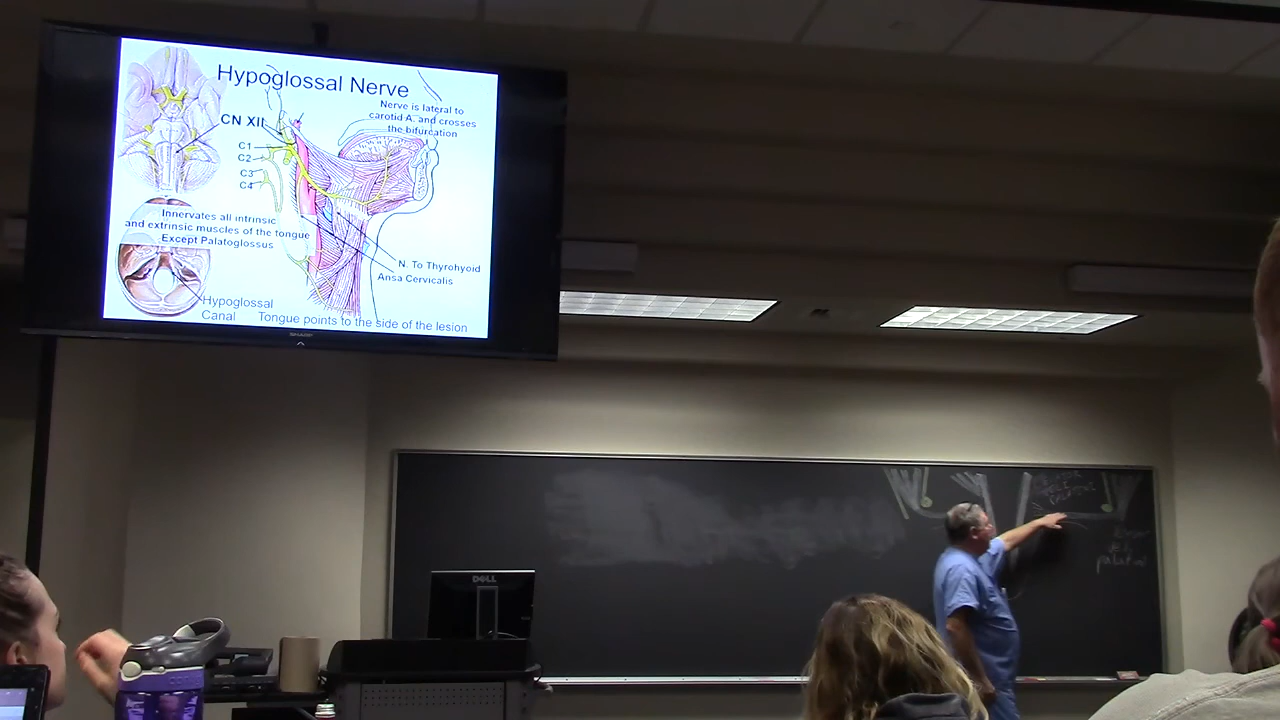 Hypoglossal Nerve
Nerve is lateral to
carotid A. and crosses
the bifurcation
CN XII
C1
C2
C3
C4
Innervates all intrinsic
and extrinsic muscles of the tongue
Except Palatoglossus
N. To Thyrohyoid
Ansa Cervicalis
Hypoglossal
Canal
Tongue points to the side of the lesion
SHARP
DELL